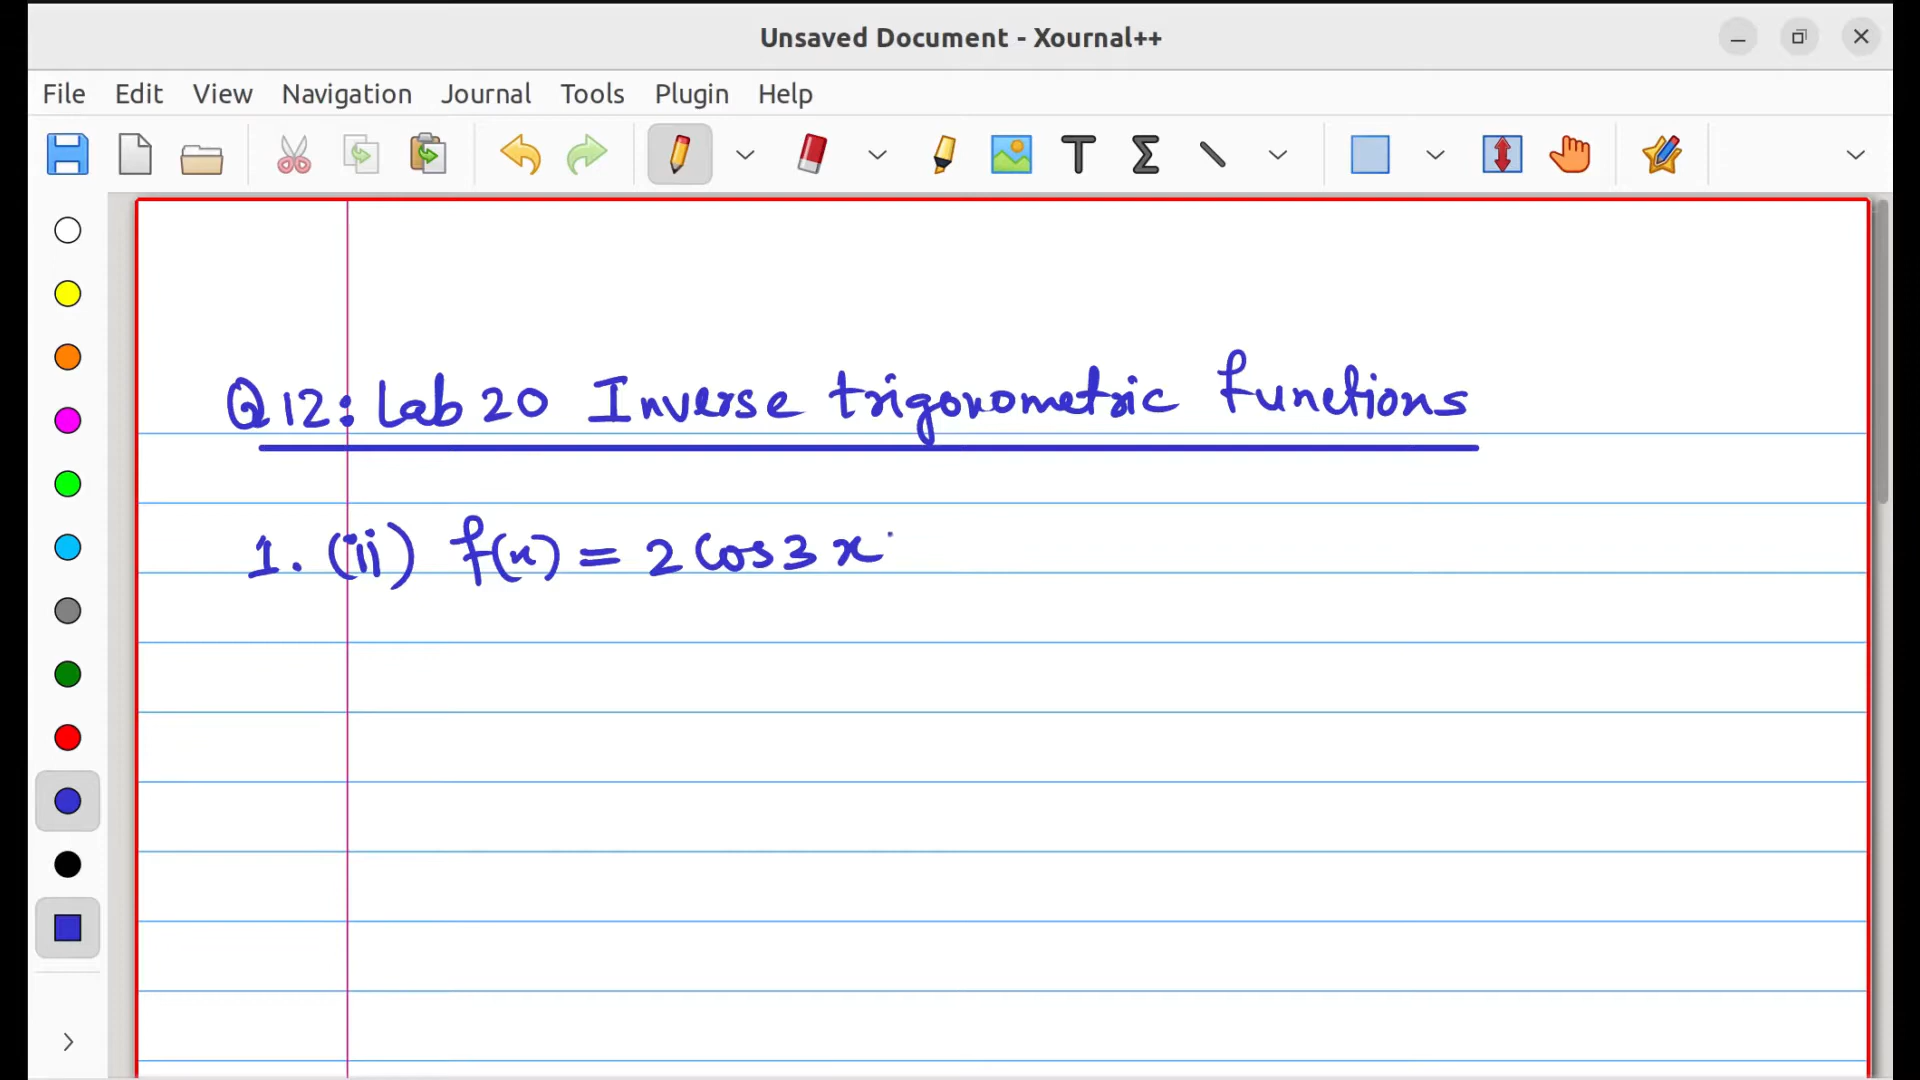 Unsaved Document - Xournal++
File Edit View Navigation Journal Tools Plugin Help
Q12: Lab 20 Inverse trigonometric functions
1. (ii) f(x) = 2 cos 3x